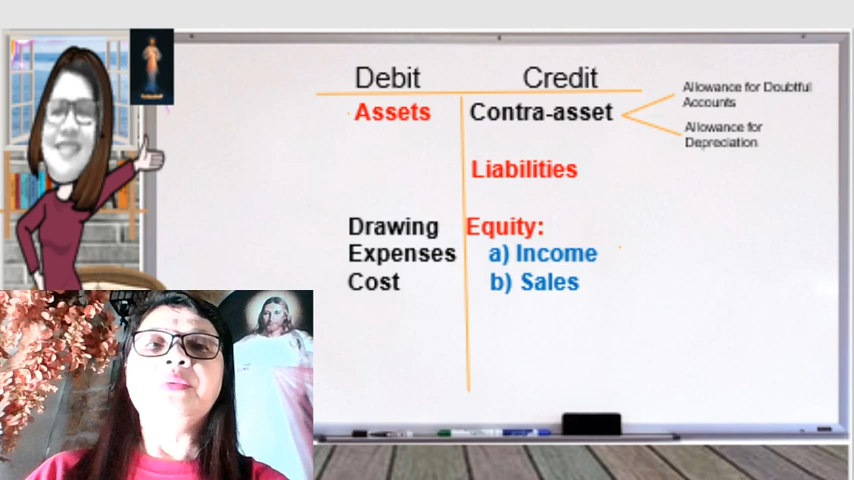 Debit Credit
Assets Contra-asset
Allowance for Doubtful
Accounts
Allowance for
Depreciation
Liabilities
Drawing Equity:
Expenses a) Income
Cost b) Sales